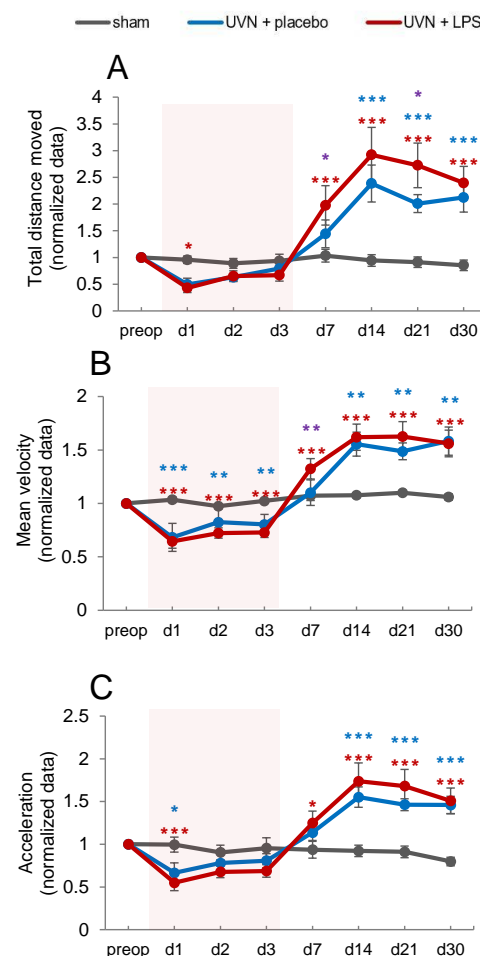 sham UVN + placebo UVN + LPS
A
Total distance moved
(normalized data)
4
3.5
3
2.5
2
1.5
1
0.5
0
*
*** ***
* *** *** ***
* *** ***
preop d1 d2 d3 d7 d14 d21 d30
B
Mean velocity
(normalized data)
2
1.5
1
0.5
0
** ** **
** *** *** ***
*** ** ** ***
*** *** ***
preop d1 d2 d3 d7 d14 d21 d30
C
Acceleration
(normalized data)
2.5
2
1.5
1
0.5
0
*** ***
*** *** ***
* * ***
***
preop d1 d2 d3 d7 d14 d21 d30